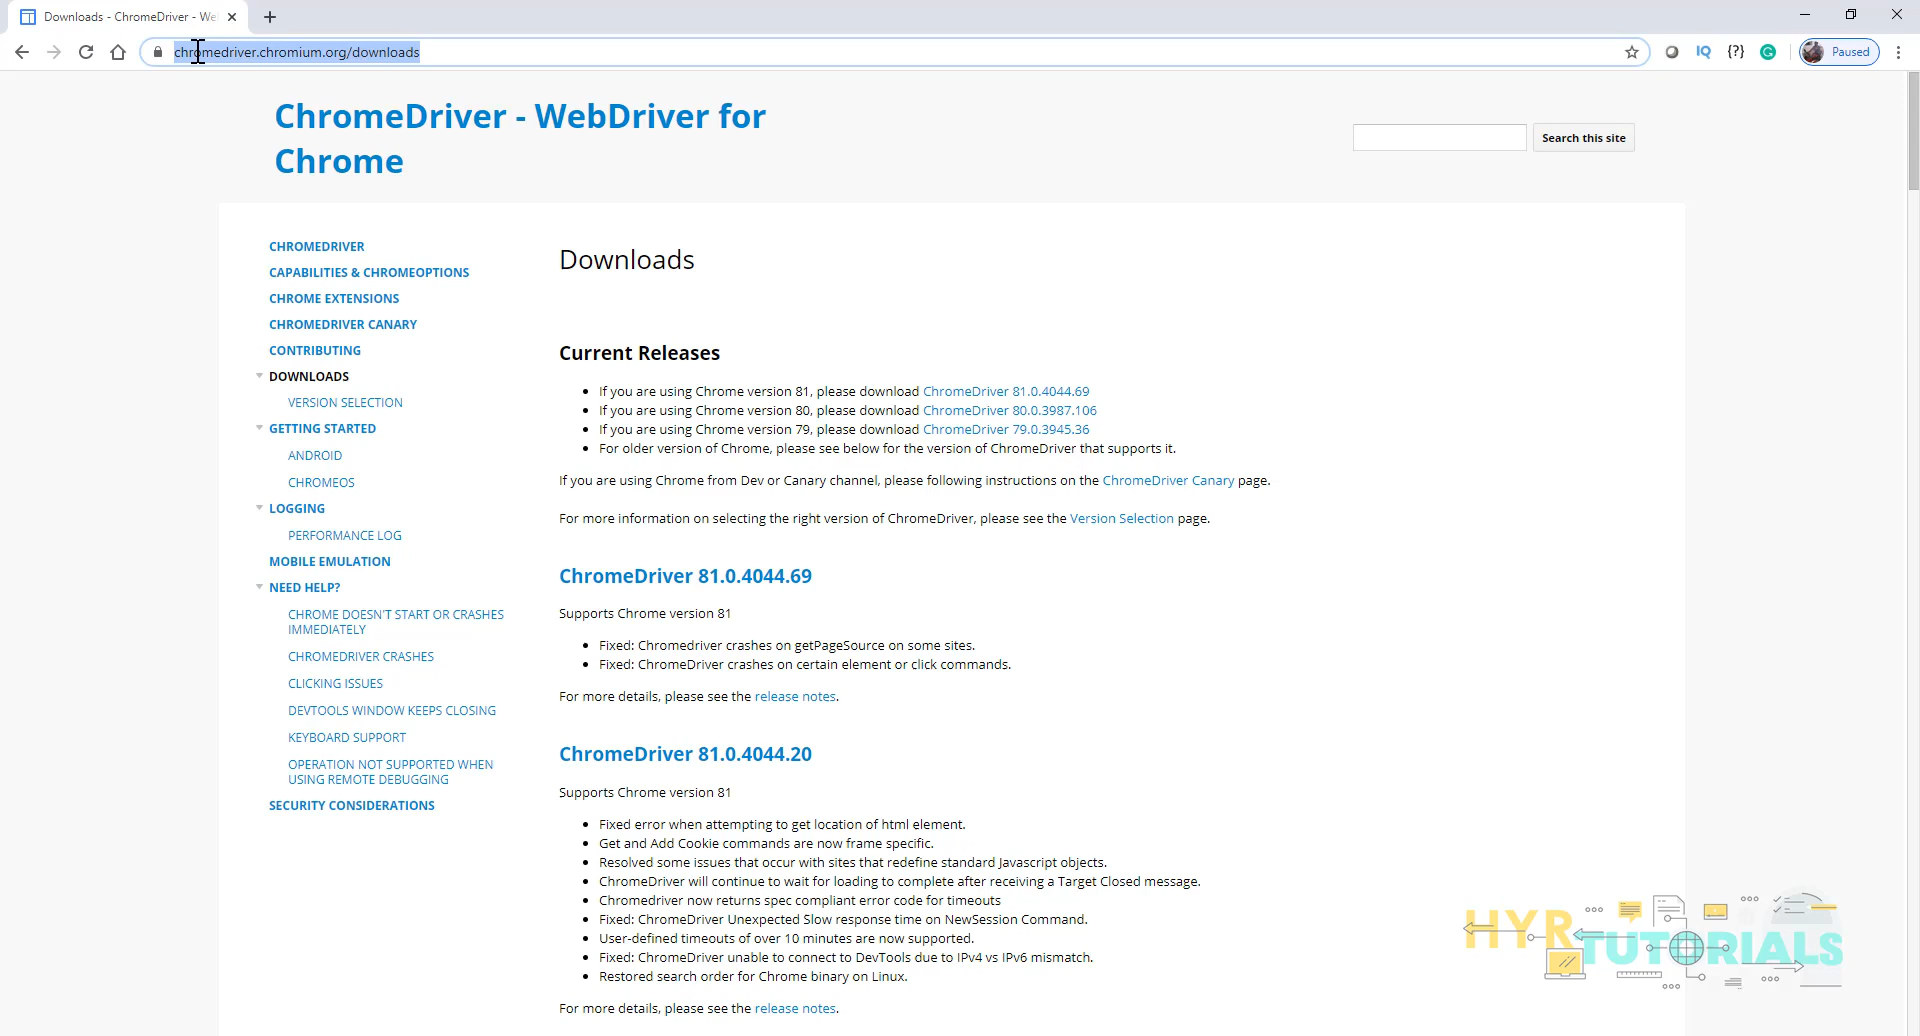 Downloads - ChromeDriver - We
chromedriver.chromium.org/downloads
IQ
{?}
Paused
ChromeDriver - WebDriver for
Chrome
Search this site
CHROMEDRIVER
CAPABILITIES & CHROMEOPTIONS
CHROME EXTENSIONS
CHROMEDRIVER CANARY
CONTRIBUTING
DOWNLOADS
VERSION SELECTION
GETTING STARTED
ANDROID
CHROMEOS
LOGGING
PERFORMANCE LOG
MOBILE EMULATION
NEED HELP?
CHROME DOESN'T START OR CRASHES
IMMEDIATELY
CHROMEDRIVER CRASHES
CLICKING ISSUES
DEVTOOLS WINDOW KEEPS CLOSING
KEYBOARD SUPPORT
OPERATION NOT SUPPORTED WHEN
USING REMOTE DEBUGGING
SECURITY CONSIDERATIONS
Downloads
Current Releases
If you are using Chrome version 81, please download ChromeDriver 81.0.4044.69
If you are using Chrome version 80, please download ChromeDriver 80.0.3987.106
If you are using Chrome version 79, please download ChromeDriver 79.0.3945.36
For older version of Chrome, please see below for the version of ChromeDriver that supports it.
If you are using Chrome from Dev or Canary channel, please following instructions on the ChromeDriver Canary page.
For more information on selecting the right version of ChromeDriver, please see the Version Selection page.
ChromeDriver 81.0.4044.69
Supports Chrome version 81
Fixed: Chromedriver crashes on getPageSource on some sites.
Fixed: ChromeDriver crashes on certain element or click commands.
For more details, please see the release notes.
ChromeDriver 81.0.4044.20
Supports Chrome version 81
Fixed error when attempting to get location of html element.
Get and Add Cookie commands are now frame specific.
Resolved some issues that occur with sites that redefine standard Javascript objects.
ChromeDriver will continue to wait for loading to complete after receiving a Target Closed message.
Chromedriver now returns spec compliant error code for timeouts
Fixed: ChromeDriver Unexpected Slow response time on NewSession Command.
User-defined timeouts of over 10 minutes are now supported.
Fixed: ChromeDriver unable to connect to DevTools due to IPv4 vs IPv6 mismatch.
Restored search order for Chrome binary on Linux.
For more details, please see the release notes.
HYR TUTORIALS